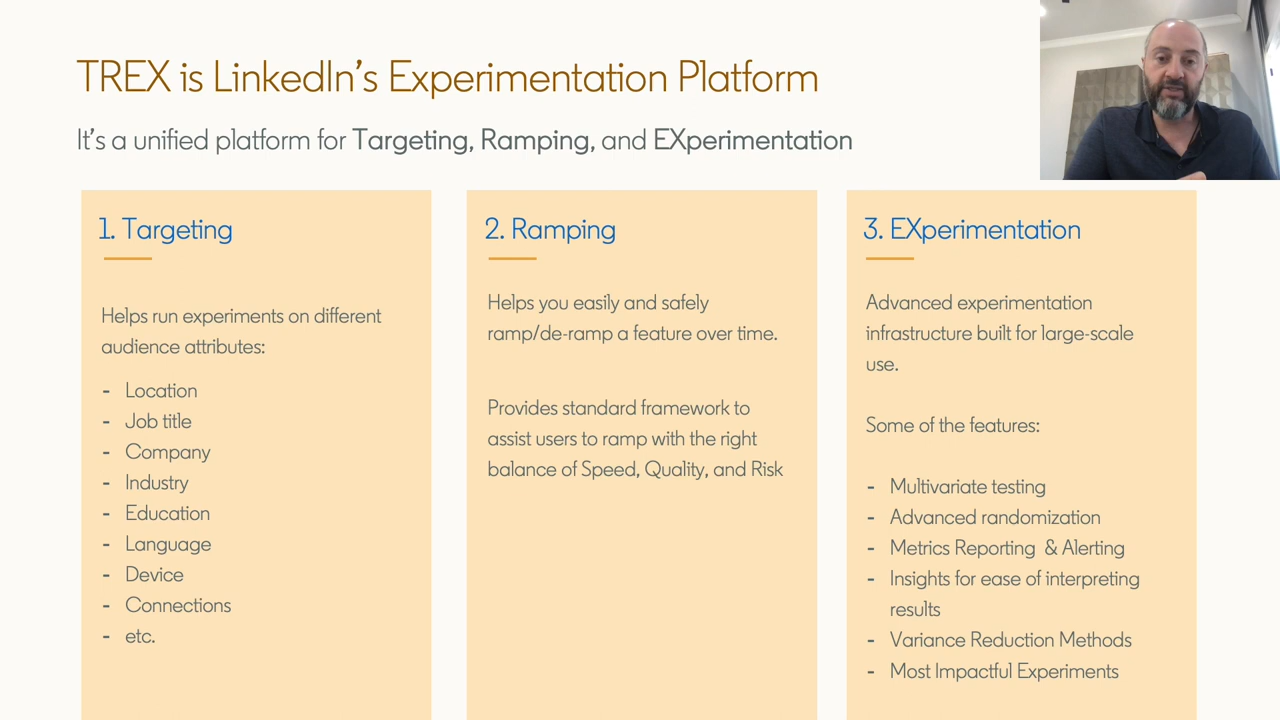 TREX is LinkedIn's Experimentation Platform
It's a unified platform for Targeting, Ramping, and EXperimentation
1. Targeting
Helps run experiments on different
audience attributes:
- Location
- Job title
- Company
- Industry
- Education
- Language
- Device
- Connections
- etc.
2. Ramping
Helps you easily and safely
ramp/de-ramp a feature over time.
Provides standard framework to
assist users to ramp with the right
balance of Speed, Quality, and Risk
3. EXperimentation
Advanced experimentation
infrastructure built for large-scale
use.
Some of the features:
- Multivariate testing
- Advanced randomization
- Metrics Reporting & Alerting
- Insights for ease of interpreting
results
- Variance Reduction Methods
- Most Impactful Experiments